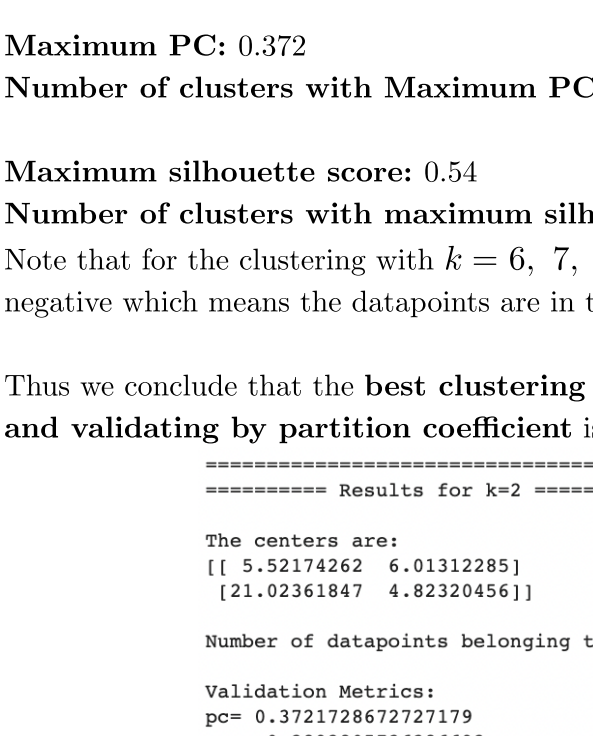 Maximum PC: 0.372
Number of clusters with Maximum PC
Maximum silhouette score: 0.54
Number of clusters with maximum silh
Note that for the clustering with k = 6, 7,
negative which means the datapoints are in t
Thus we conclude that the best clustering
and validating by partition coefficient is
===============================
========== Results for k=2 =====
The centers are:
[[ 5.52174262 6.01312285]
[21.02361847 4.82320456]]
Number of datapoints belonging t
Validation Metrics:
pc= 0.3721728672727179